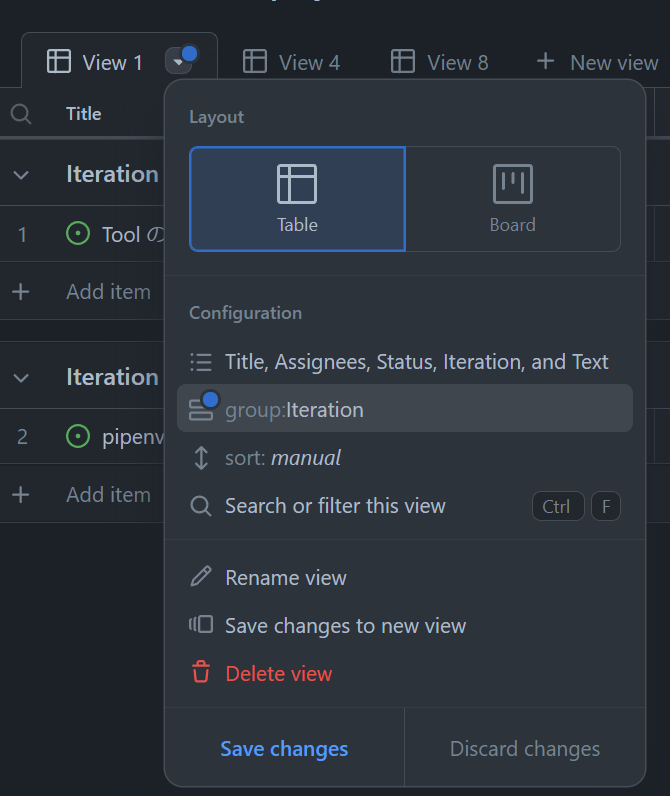 View 1 View 4 View 8 + New view
Title
Layout
Iteration
Table Board
1 Tool の
+ Add item
Configuration
Title, Assignees, Status, Iteration, and Text
Iteration
group:Iteration
2 pipenv
sort: manual
+ Add item
Search or filter this view Ctrl F
Rename view
Save changes to new view
Delete view
Save changes Discard changes